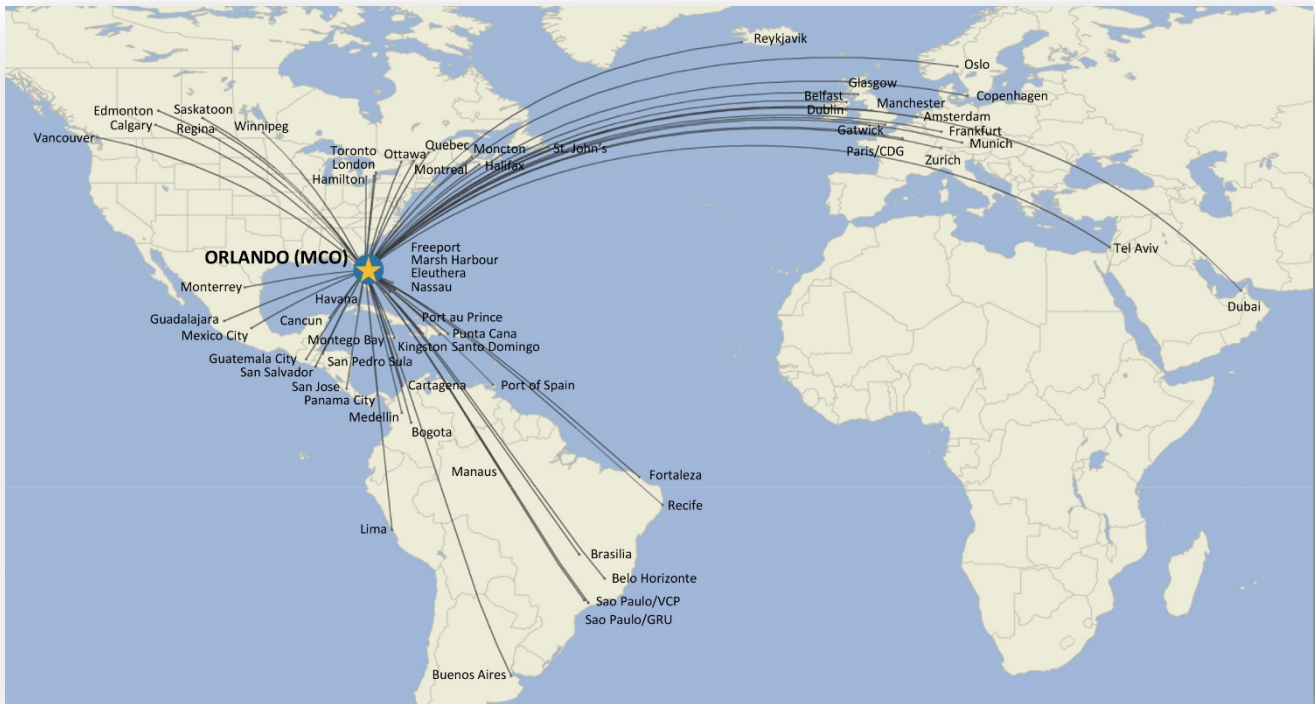 Reykjavik
Oslo
Glasgow
Belfast
Copenhagen
Manchester
Dublin
Amsterdam
Gatwick
Frankfurt
Munich
Paris/CDG
Zurich
Edmonton
Saskatoon
Calgary
Regina
Winnipeg
Vancouver
Toronto
London
Hamilton
Ottawa
Quebec
Montreal
Moncton
Halifax
St. John's
ORLANDO (MCO)
Freeport
Marsh Harbour
Eleuthera
Nassau
Tel Aviv
Dubai
Monterrey
Havana
Guadalajara
Cancun
Port au Prince
Mexico City
Montego Bay
Punta Cana
Kingston
Santo Domingo
Guatemala City
San Pedro Sula
San Salvador
San Jose
Cartagena
Port of Spain
Panama City
Medellin
Bogota
Manaus
Fortaleza
Recife
Lima
Brasilia
Belo Horizonte
Sao Paulo/VCP
Sao Paulo/GRU
Buenos Aires